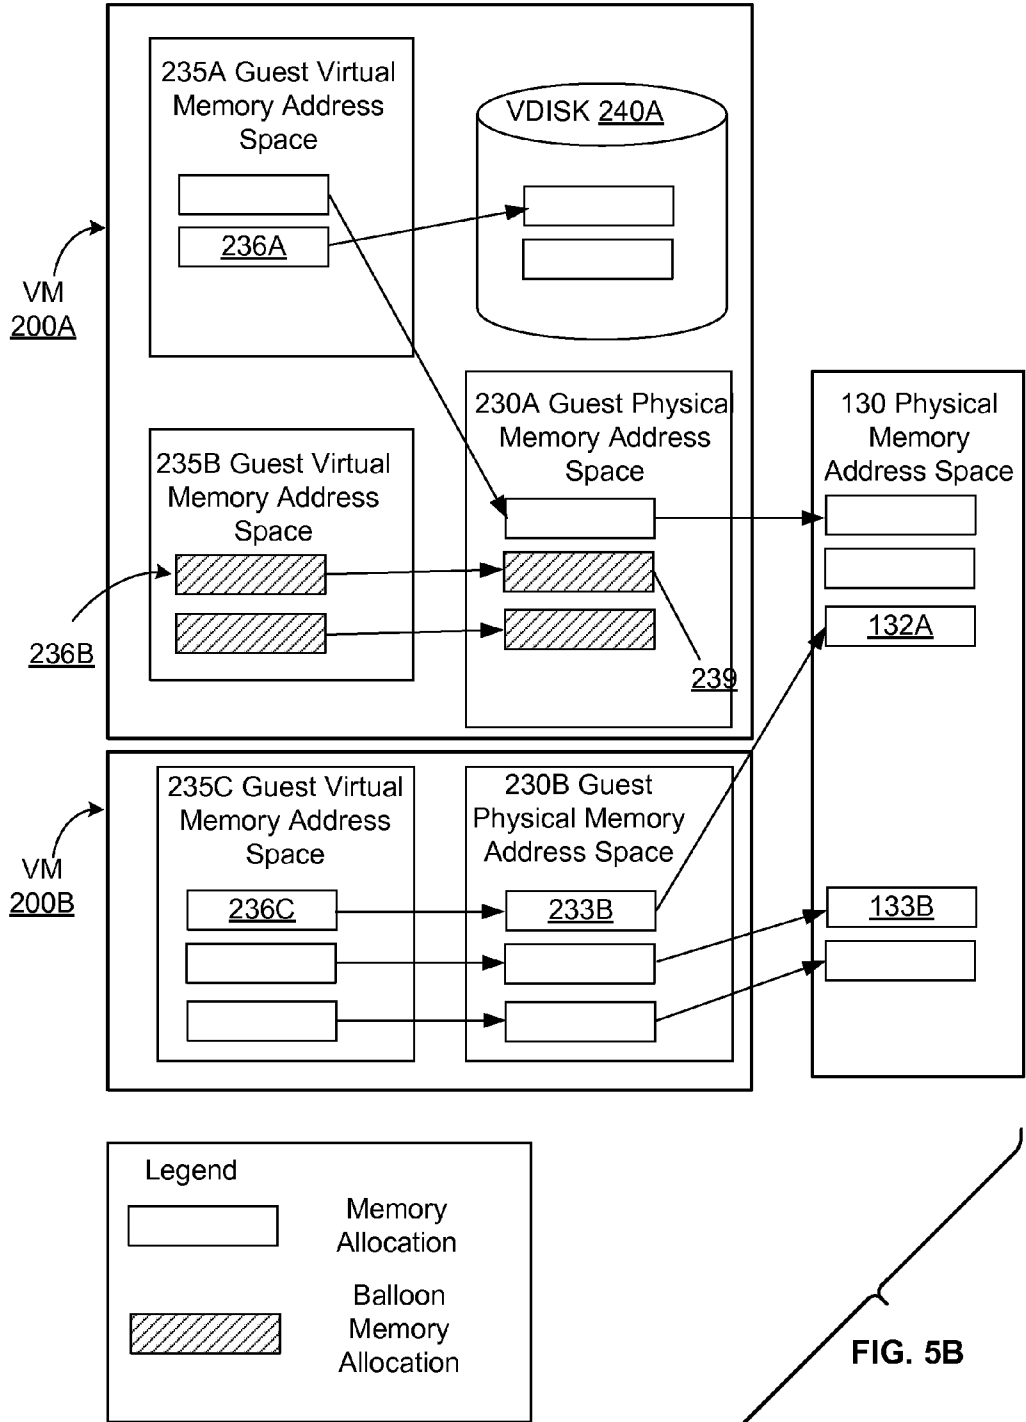 235A Guest Virtual
Memory Address
Space
236A
VDISK 240A
VM
200A
235B Guest Virtual
Memory Address
Space
236B
230A Guest Physical
Memory Address
Space
239
130 Physical
Memory
Address Space
132A
133B
235C Guest Virtual
Memory Address
Space
236C
VM
200B
230B Guest
Physical Memory
Address Space
233B
Legend
Memory
Allocation
Balloon
Memory
Allocation
FIG. 5B